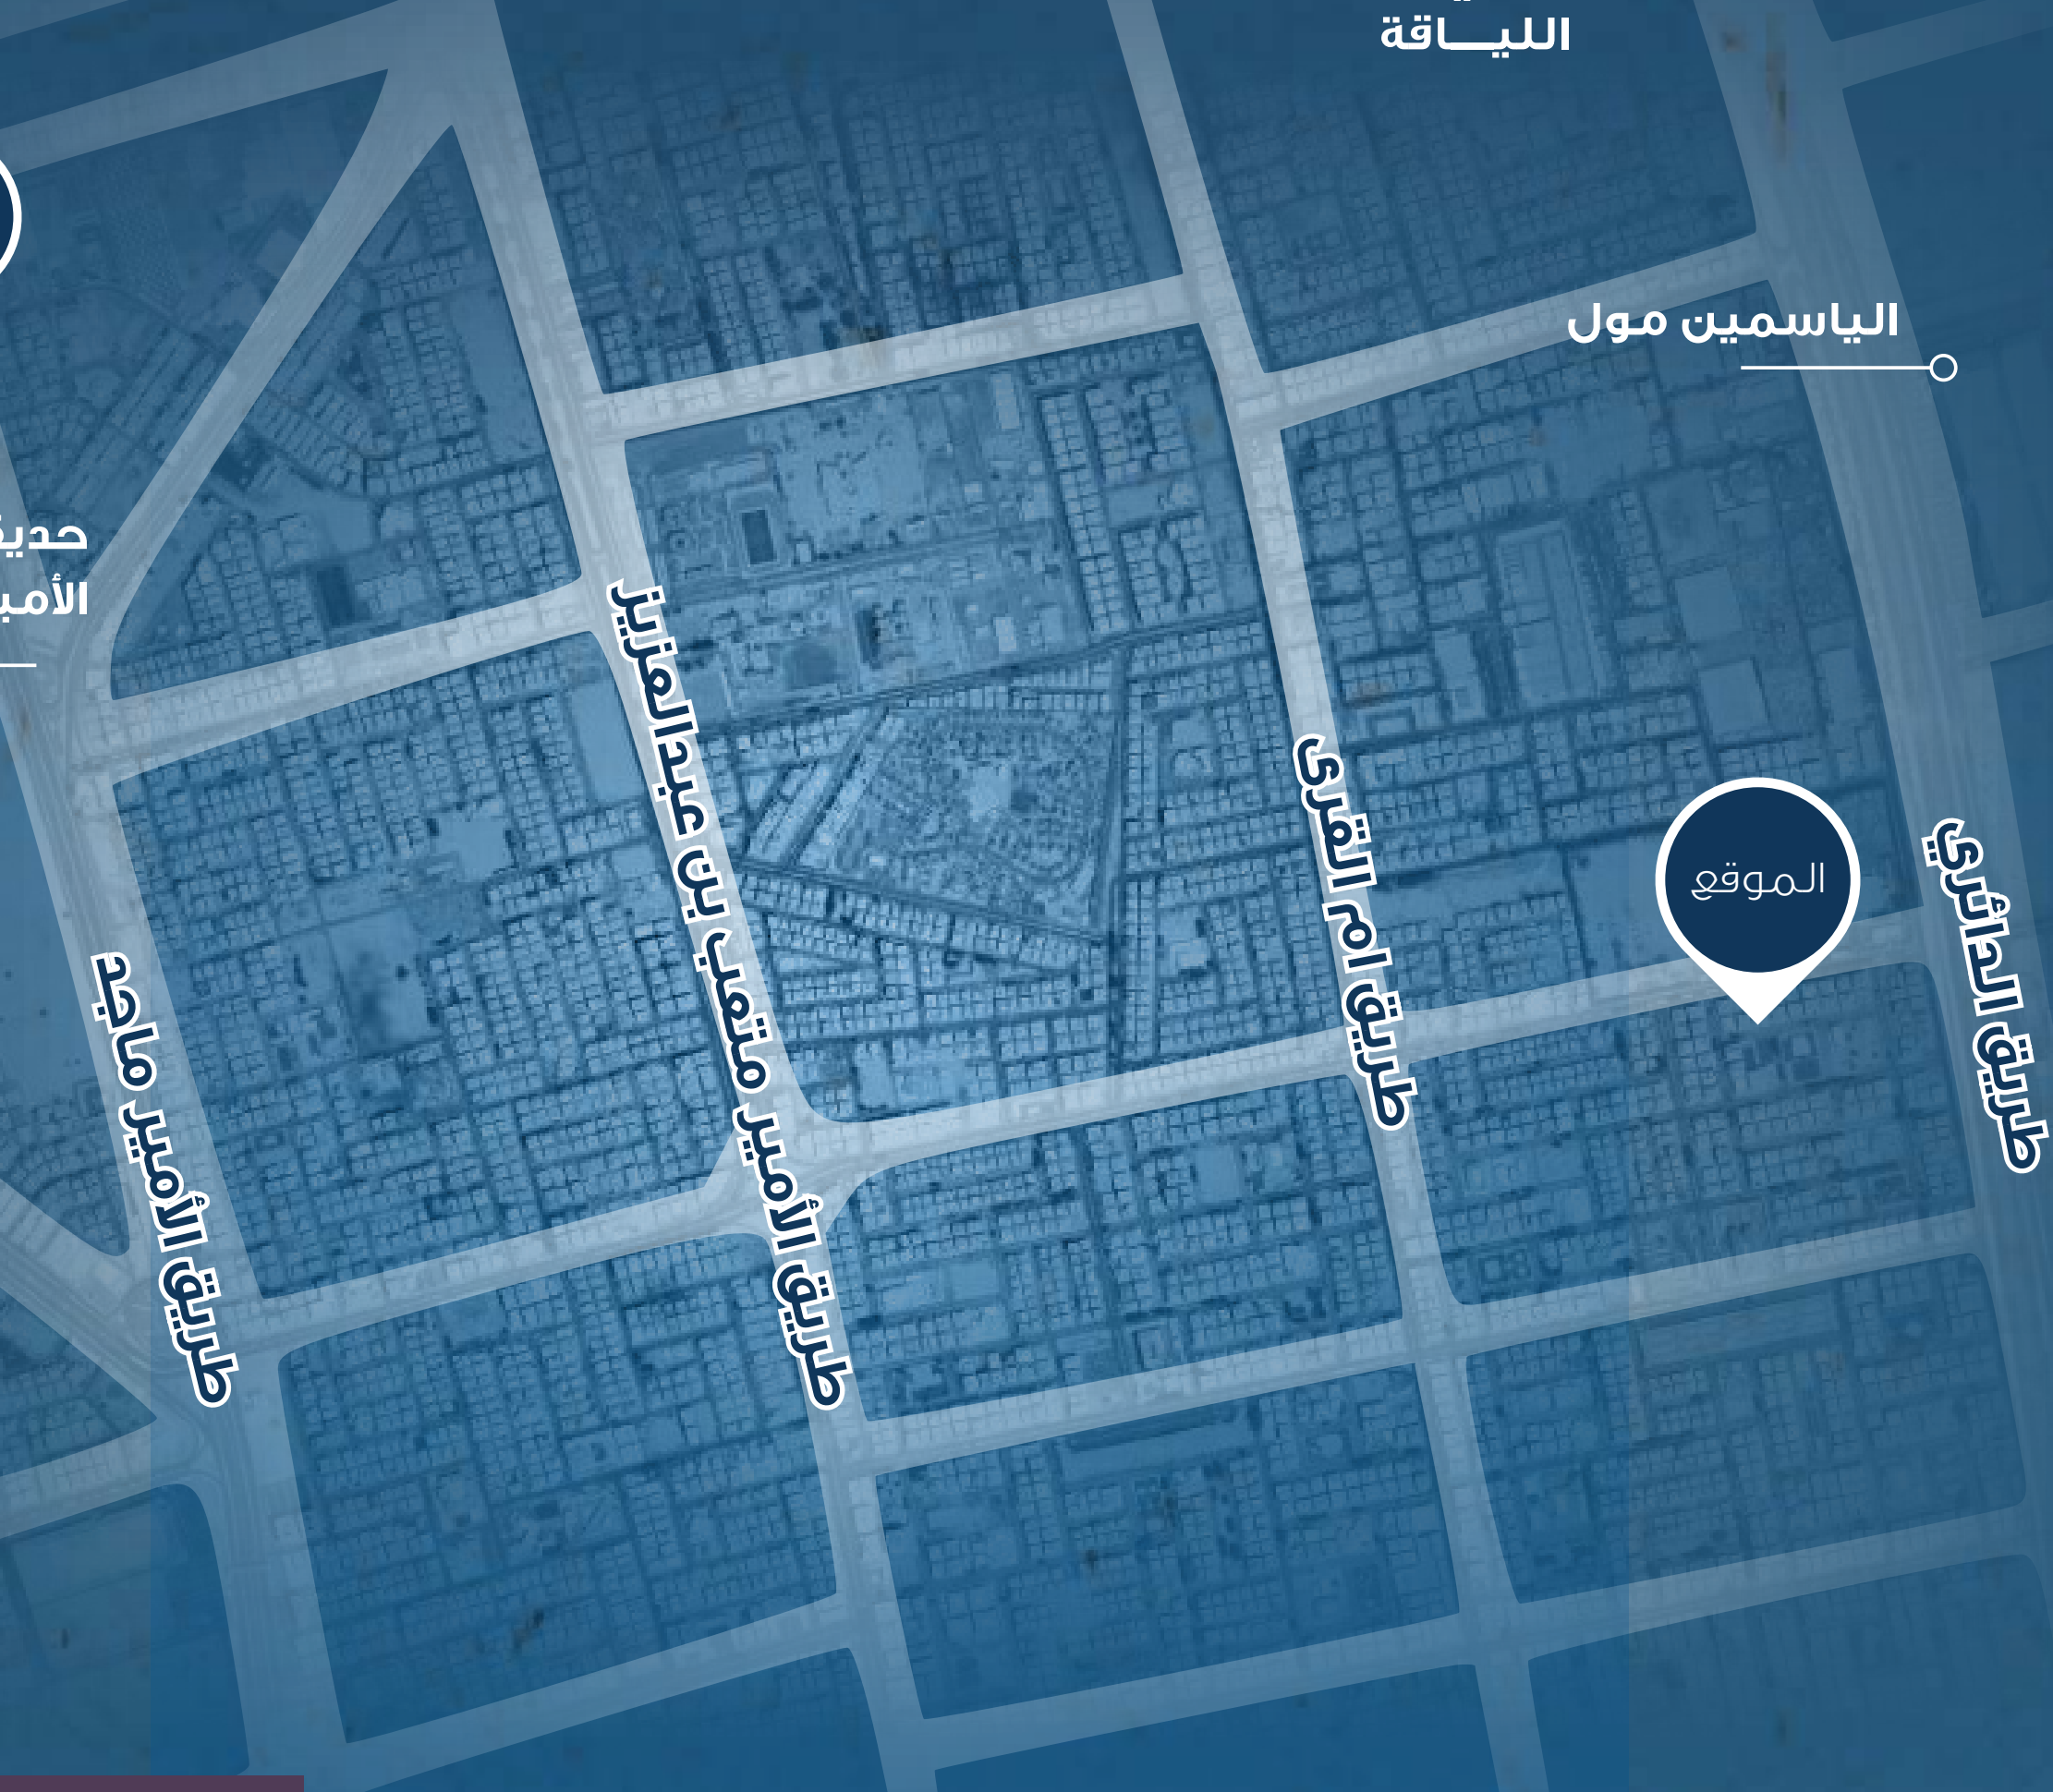 الليـــاقة
الياسمين مول
طريق الأمير متعب بن عبدالعزيز
طريق ام القرى
الموقع
طريق الدائري
طريق الأمير ماجد